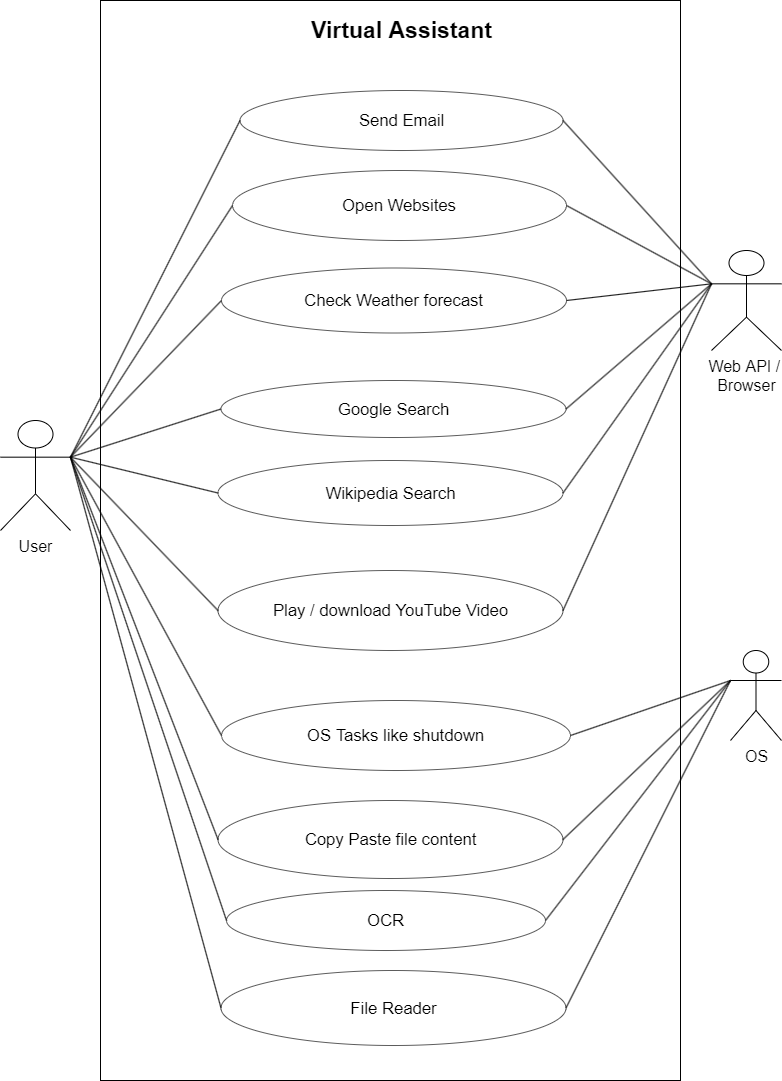 Virtual Assistant
Send Email
Open Websites
Check Weather forecast
Web API /
Browser
Google Search
Wikipedia Search
User
Play / download YouTube Video
OS Tasks like shutdown
OS
Copy Paste file content
OCR
File Reader